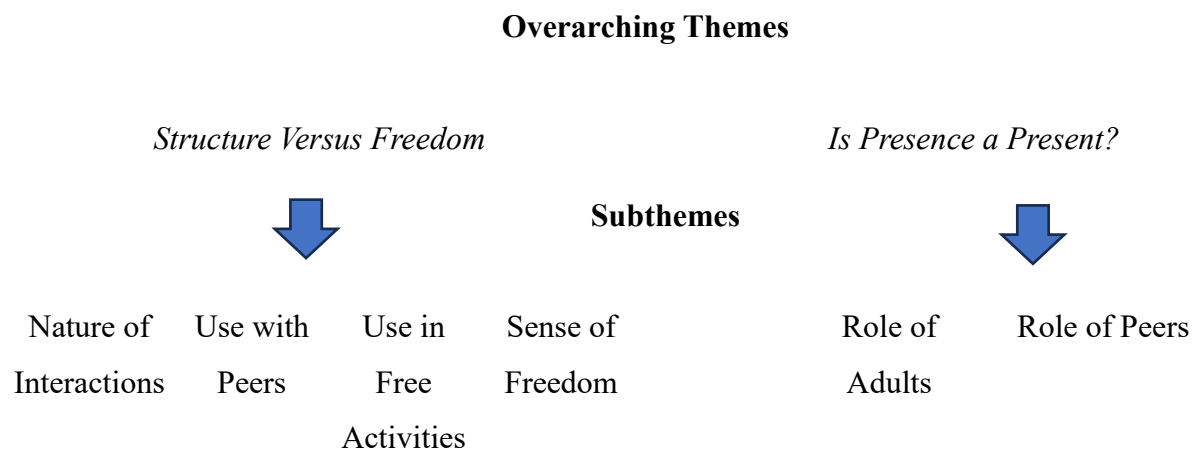 Overarching Themes
Structure Versus Freedom
Is Presence a Present?
Subthemes
Nature of
Interactions
Use with
Peers
Use in
Free
Activities
Sense of
Freedom
Role of
Adults
Role of Peers